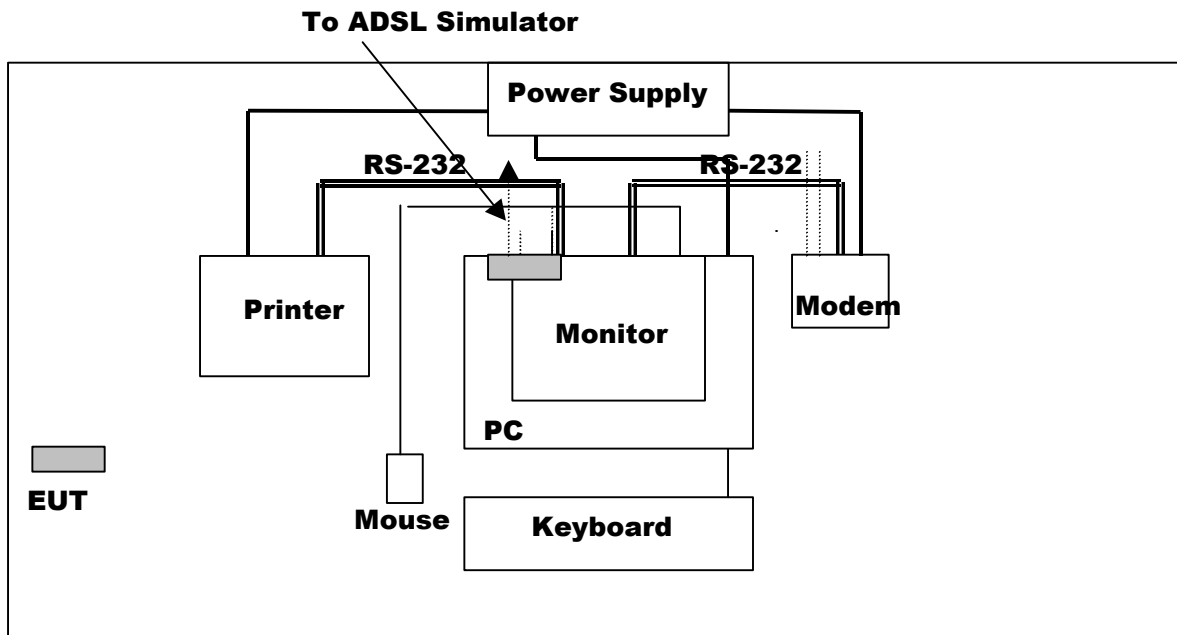 To ADSL Simulator
Power Supply
RS-232
RS-232
Printer
Monitor
Modem
PC
EUT
Mouse
Keyboard